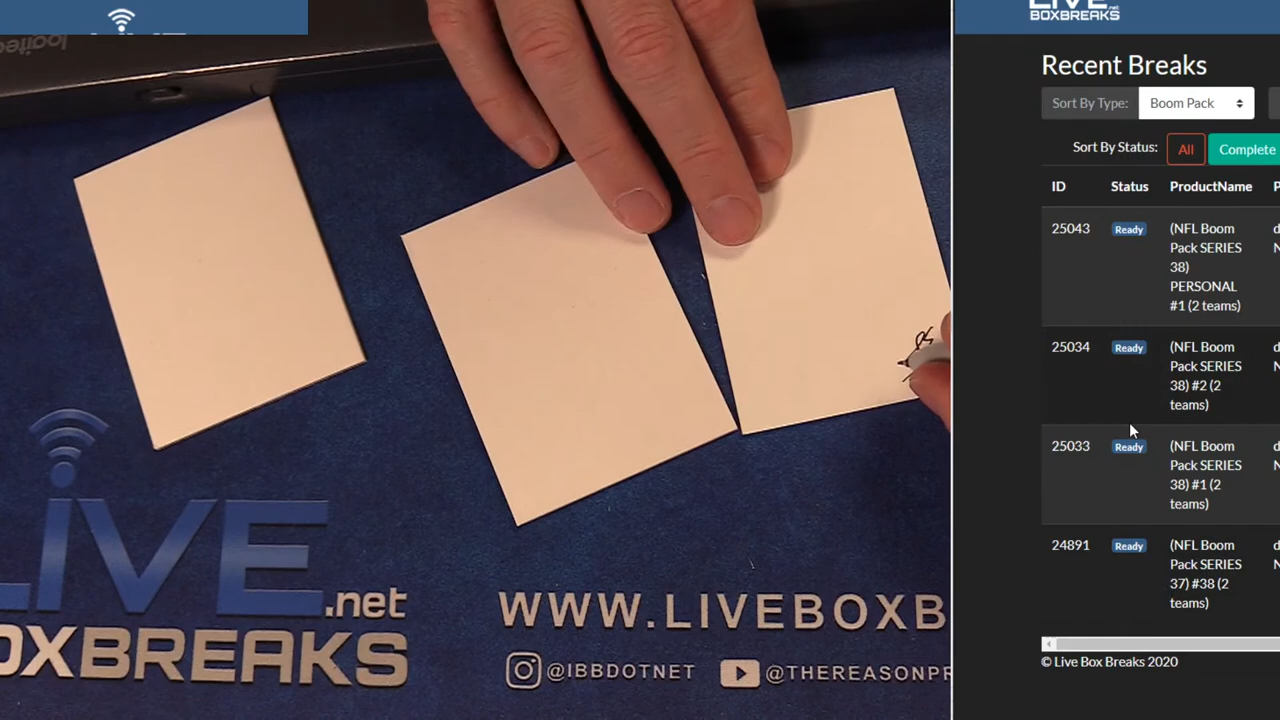 LIVE
BOXBREAKS
.net
Recent Breaks
Sort By Type:
Boom Pack
Sort By Status:
All
Complete
ID
Status
ProductName
25043
Ready
(NFL Boom
Pack SERIES
38)
PERSONAL
#1 (2 teams)
25034
Ready
(NFL Boom
Pack SERIES
38) #2 (2
teams)
25033
Ready
(NFL Boom
Pack SERIES
38) #1 (2
teams)
24891
Ready
(NFL Boom
Pack SERIES
37) #38 (2
teams)
© Live Box Breaks 2020
logitec
LIVE
.net
OXBREAKS
WWW.LIVEBOXB
@IBBDOTNET
@THEREASONPR